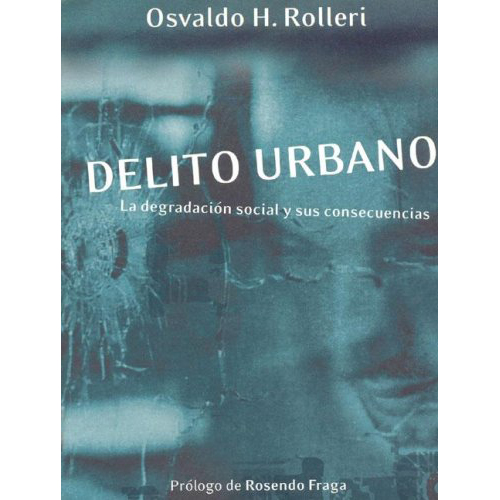 Osvaldo H. Rolleri
DELITO URBANO
La degradación social y sus consecuencias
Prólogo de Rosendo Fraga